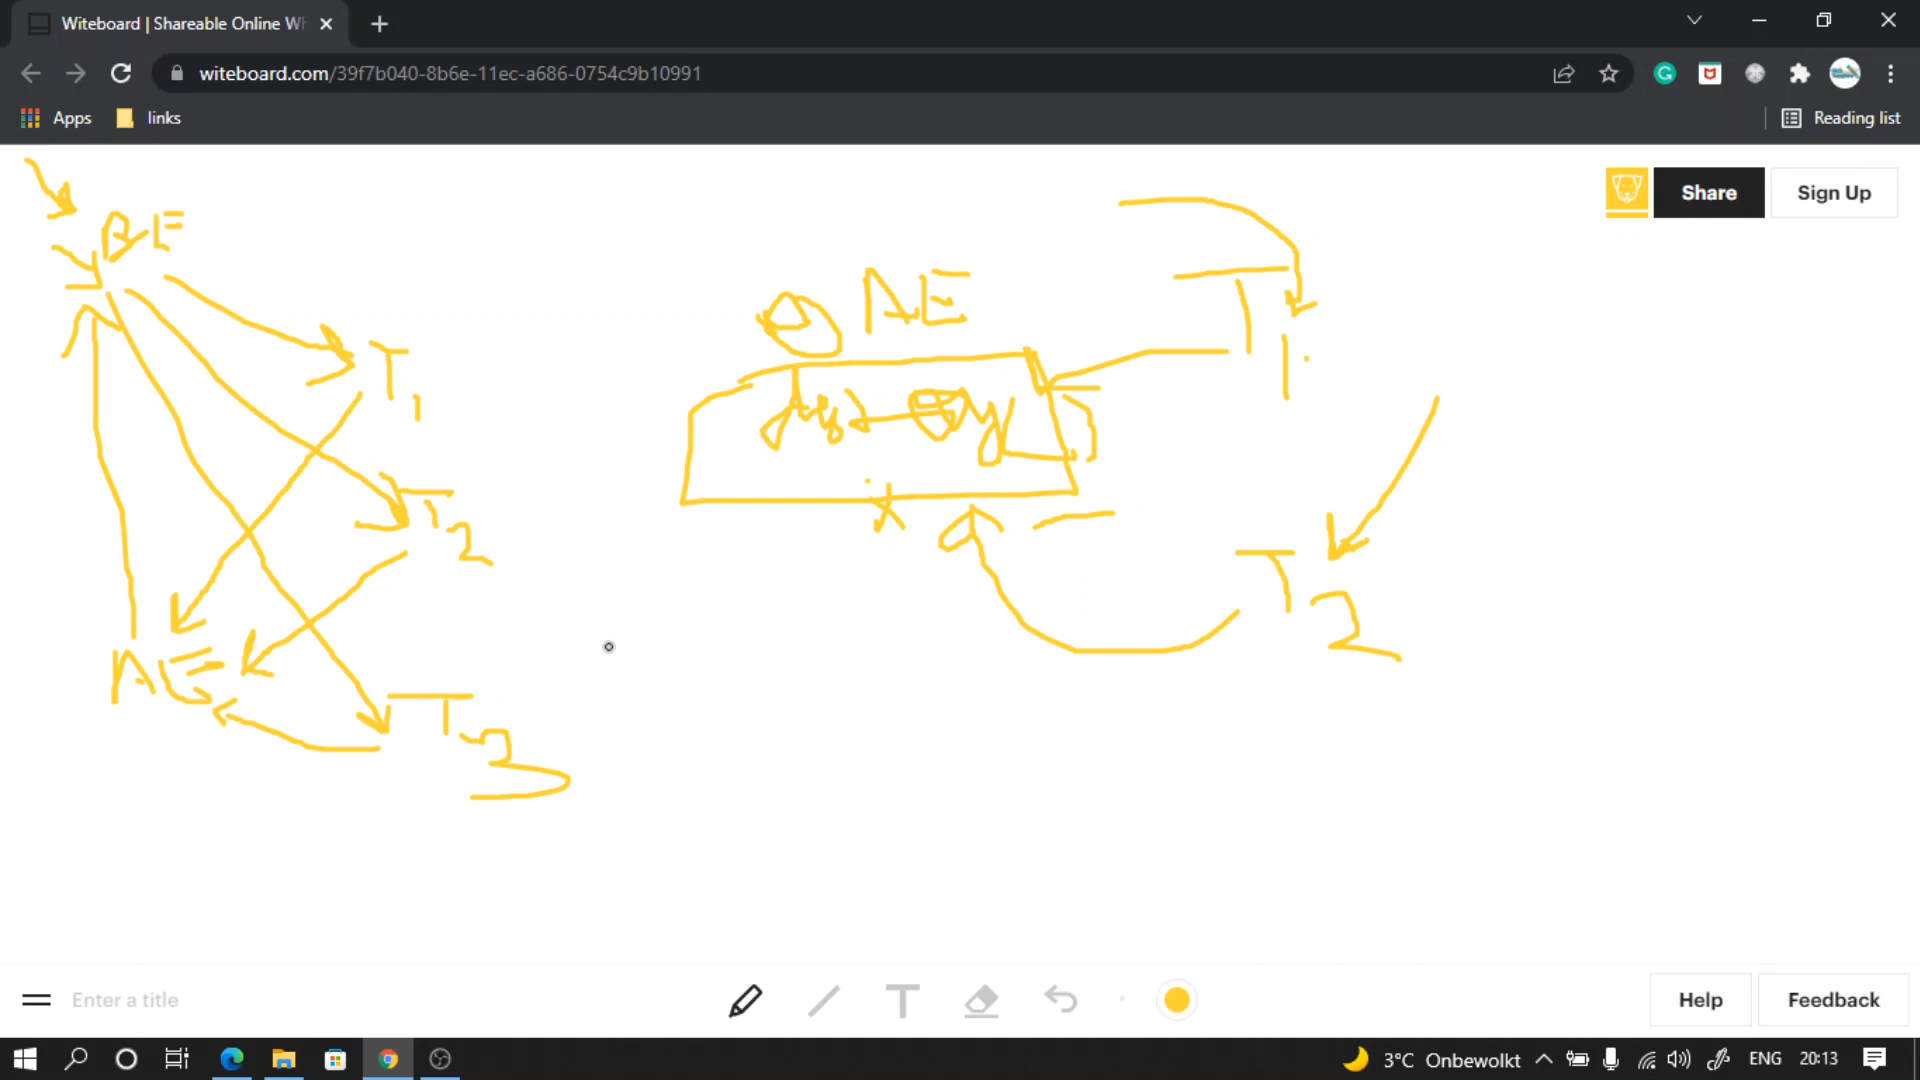 Witeboard | Shareable Online Wh
witeboard.com/39f7b040-8b6e-11ec-a686-0754c9b10991
Apps
links
Reading list
Share
Sign Up
BE
AE
T1
T1
T2
T2
AE
T3
Enter a title
Help
Feedback
3°C Onbewolkt
ENG
20:13